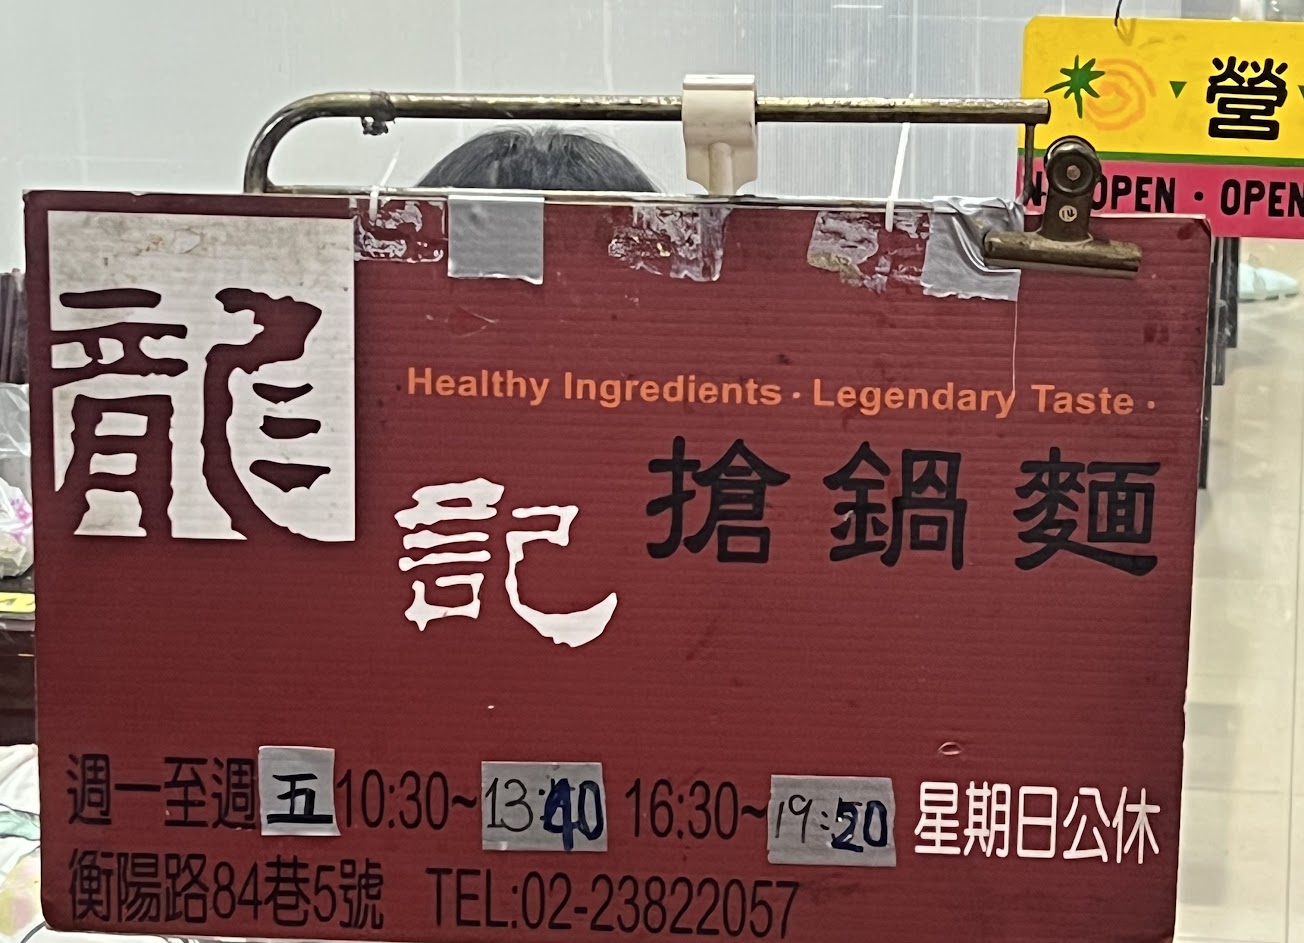 營
OPEN · OPEN
龍記
Healthy Ingredients · Legendary Taste ·
搶鍋麵
週一至週五10:30~13:40 16:30~19:20 星期日公休
衡陽路84巷5號 TEL:02-23822057